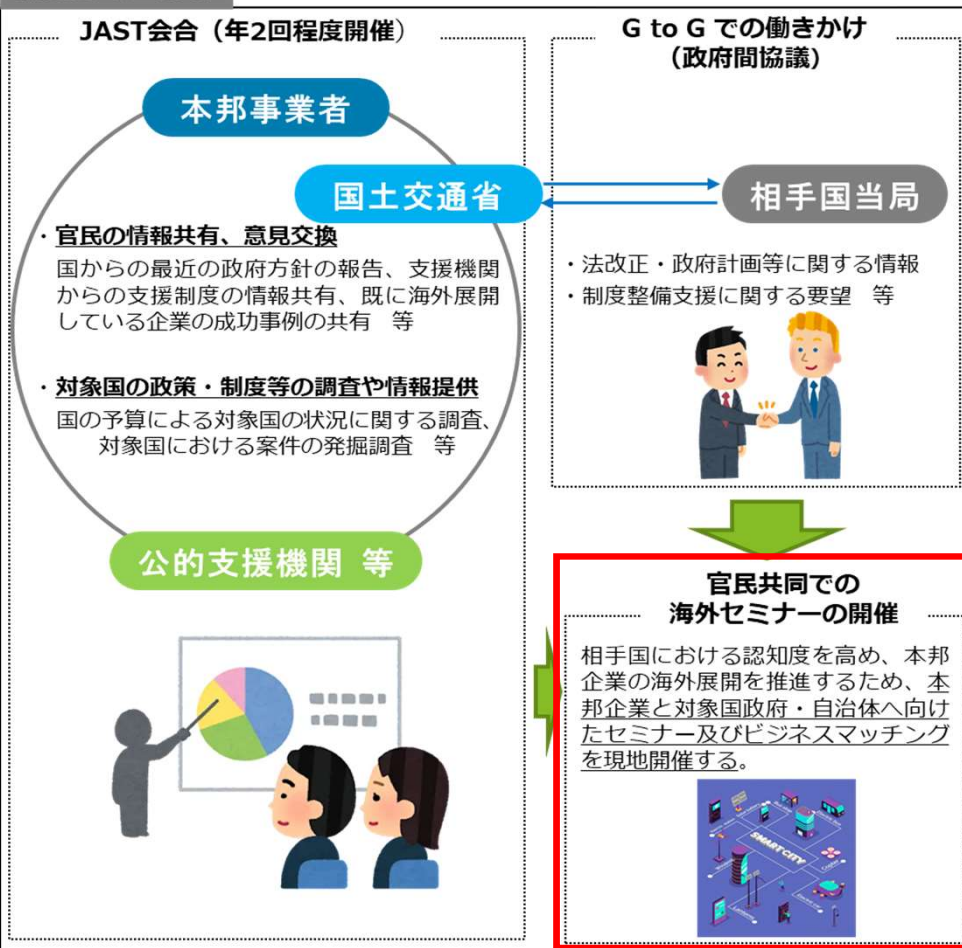 JAST会合（年2回程度開催）
本邦事業者
国土交通省
・官民の情報共有、意見交換
国からの最近の政府方針の報告、支援機関
からの支援制度の情報共有、既に海外展開
している企業の成功事例の共有　等
・対象国の政策・制度等の調査や情報提供
国の予算による対象国の状況に関する調査、
対象国における案件の発掘調査　等
公的支援機関 等
G to G での働きかけ
(政府間協議)
相手国当局
・法改正・政府計画等に関する情報
・制度整備支援に関する要望　等
官民共同での
海外セミナーの開催
相手国における認知度を高め、本邦
企業の海外展開を推進するため、本
邦企業と対象国政府・自治体へ向け
たセミナー及びビジネスマッチング
を現地開催する。
SMART CITY